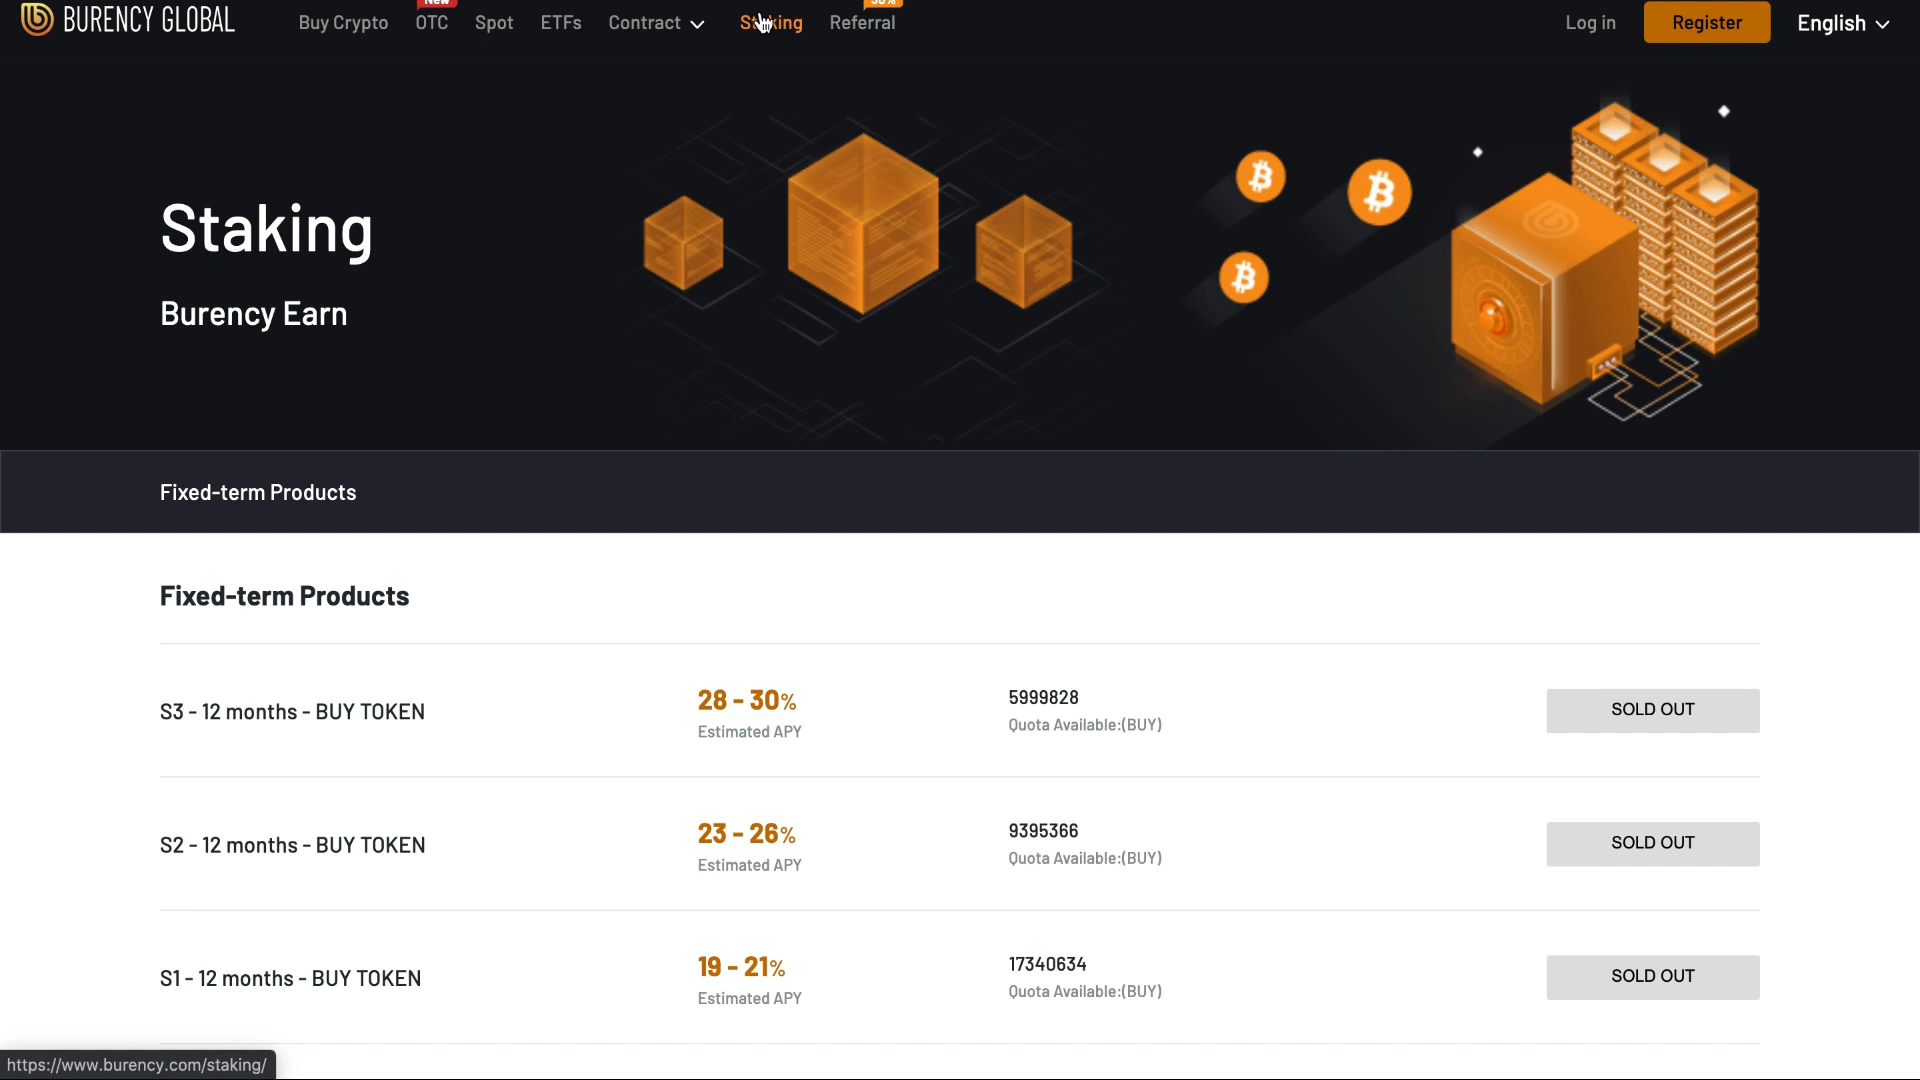 BURENCY GLOBAL
Buy Crypto
New
OTC
Spot
ETFs
Contract
Staking
Referral
Log in
Register
English
Staking
Burency Earn
Fixed-term Products
Fixed-term Products
S3 - 12 months - BUY TOKEN
28 - 30%
Estimated APY
5999828
Quota Available:(BUY)
SOLD OUT
S2 - 12 months - BUY TOKEN
23 - 26%
Estimated APY
9395366
Quota Available:(BUY)
SOLD OUT
S1 - 12 months - BUY TOKEN
19 - 21%
Estimated APY
17340634
Quota Available:(BUY)
SOLD OUT
https://www.burency.com/staking/